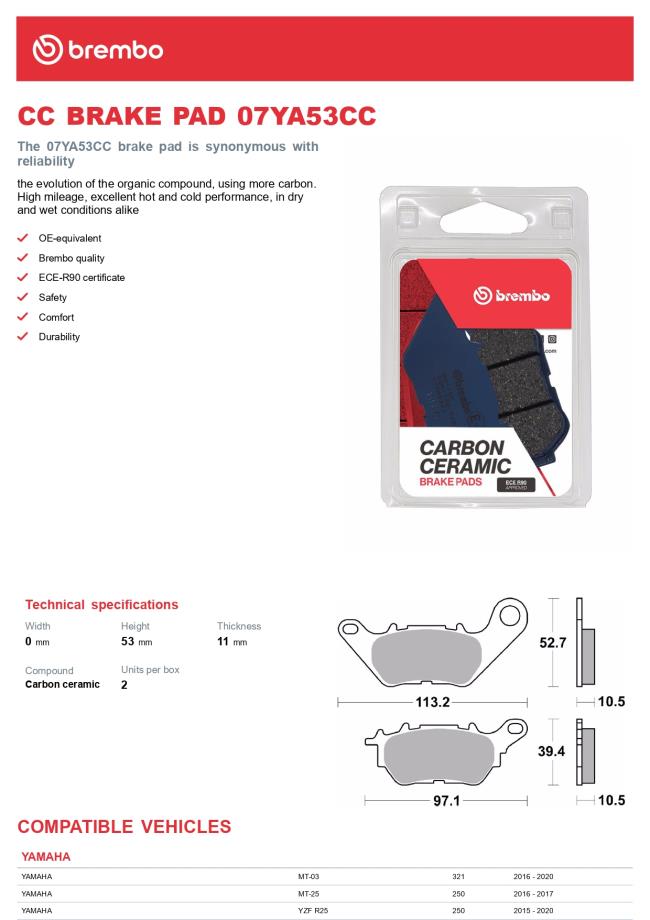 brembo
CC BRAKE PAD 07YA53CC
The 07YA53CC brake pad is synonymous with
reliability
the evolution of the organic compound, using more carbon.
High mileage, excellent hot and cold performance, in dry
and wet conditions alike
OE-equivalent
Brembo quality
ECE-R90 certificate
Safety
Comfort
Durability
brembo
.com
brembo
CARBON
CERAMIC
BRAKE PADS
ECE R90
APPROVED
Technical specifications
Width Height Thickness
0 mm 53 mm 11 mm
Compound Units per box
Carbon ceramic 2
52.7
113.2 10.5
39.4
97.1 10.5
COMPATIBLE VEHICLES
YAMAHA
YAMAHA MT-03 321 2016 - 2020
YAMAHA MT-25 250 2016 - 2017
YAMAHA YZF R25 250 2015 - 2020